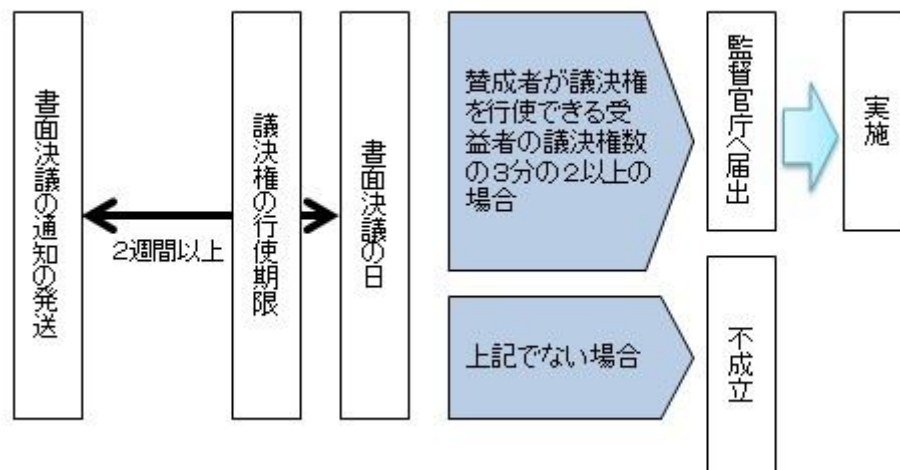 書面決議の通知の発送
2週間以上
議決権の行使期限
書面決議の日
賛成者が議決権
を行使できる受
益者の議決権数
の3分の2以上の
場合
監督官庁へ届出
実施
上記でない場合
不成立